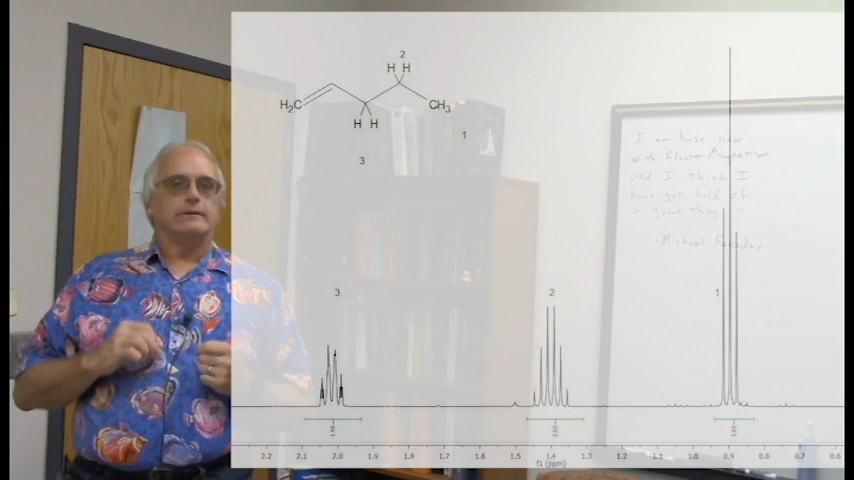 2
H H
H₂C
CH₃
H H
1
3
I am busy now
with Electro Magnetism
and I think I
have got hold of
a good thing"
-Michael Faraday
3
2
1
2.00
2.2 2.1 2.0 1.9 1.8 1.7 1.6 1.5 1.4 1.3 1.2 1.1 1.0 0.9 0.8 0.7 0.6
f1 (ppm)